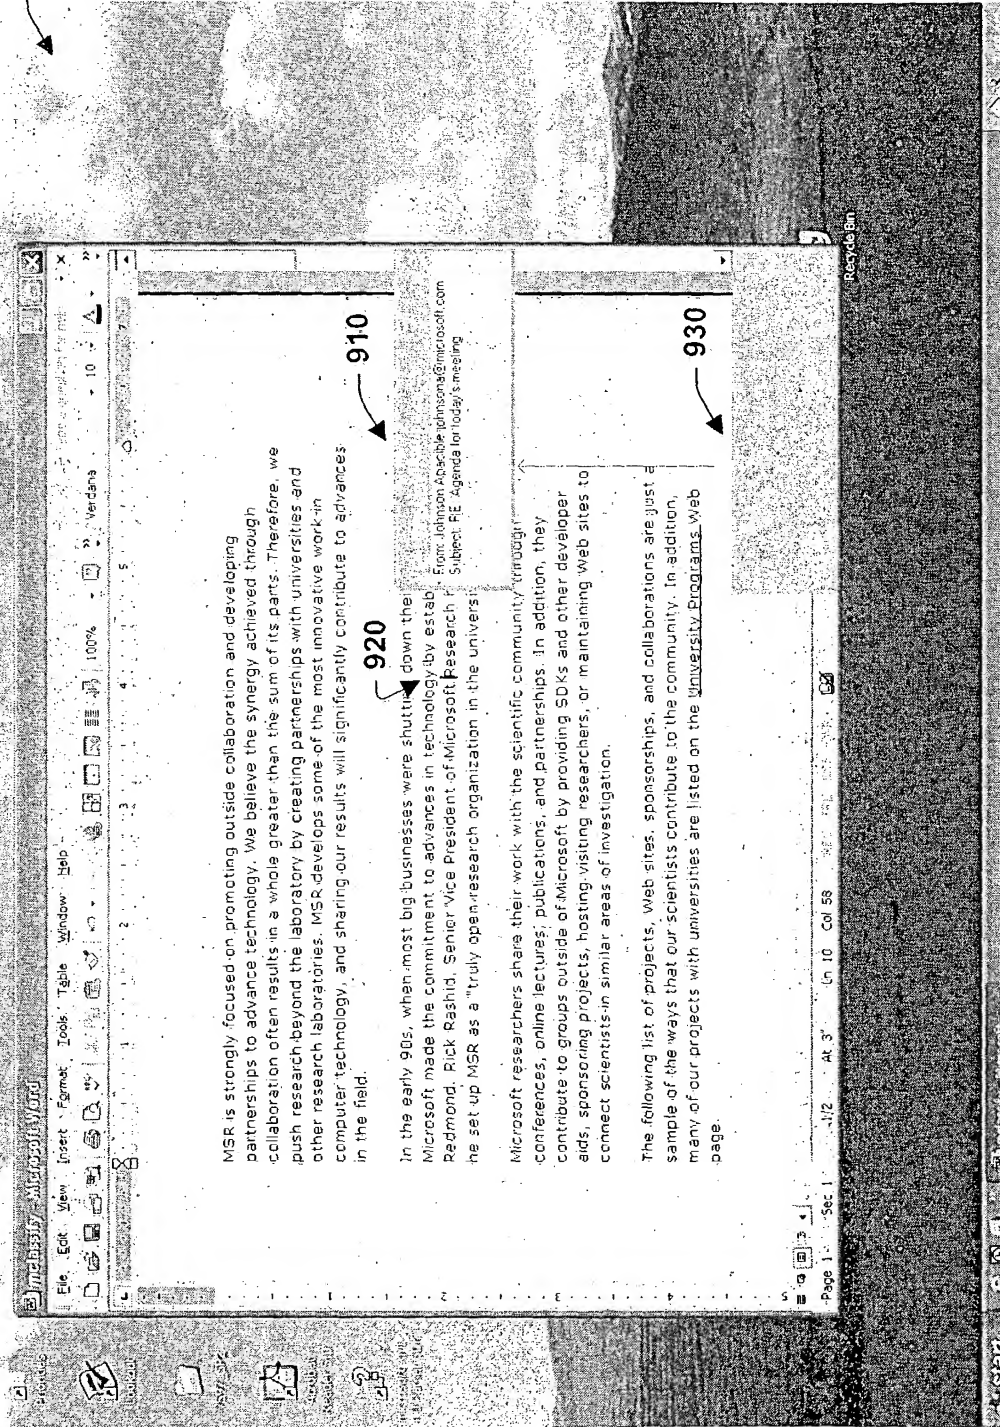 mclassify - Microsoft Word
File Edit View Insert Format Tools Table Window Help
100% Verdana 10 A
MSR is strongly focused on promoting outside collaboration and developing
partnerships to advance technology. We believe the synergy achieved through
collaboration often results in a whole greater than the sum of its parts. Therefore, we
push research beyond the laboratory by creating partnerships with universities and
other research laboratories. MSR develops some of the most innovative work in
computer technology, and sharing our results will significantly contribute to advances
in the field.
910
920
In the early 90s, when most big businesses were shutting down the
Microsoft made the commitment to advances in technology by estab
Redmond. Rick Rashid, Senior Vice President of Microsoft Research
he set up MSR as a "truly open research organization in the universi
From: Johnson Apacible johnsona@microsoft.com
Subject: RE: Agenda for today's meeting
Microsoft researchers share their work with the scientific community through
conferences, online lectures, publications, and partnerships. In addition, they
contribute to groups outside of Microsoft by providing SDKs and other developer
aids, sponsoring projects, hosting visiting researchers, or maintaining Web sites to
connect scientists in similar areas of investigation.
930
The following list of projects, Web sites, sponsorships, and collaborations are just a
sample of the ways that our scientists contribute to the community. In addition,
many of our projects with universities are listed on the University Programs Web
page.
Page 1 Sec 1 1/2 At 3" Ln 10 Col 58
Recycle Bin